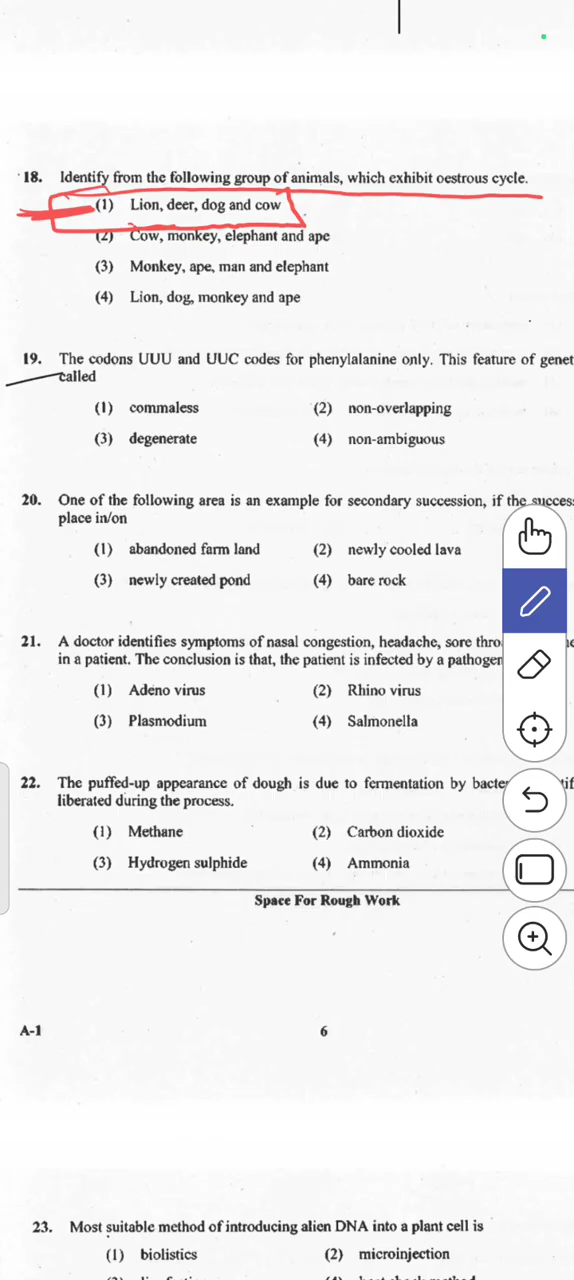 18. Identify from the following group of animals, which exhibit oestrous cycle.
(1) Lion, deer, dog and cow
(2) Cow, monkey, elephant and ape
(3) Monkey, ape, man and elephant
(4) Lion, dog, monkey and ape
19. The codons UUU and UUC codes for phenylalanine only. This feature of genet
called
(1) commaless (2) non-overlapping
(3) degenerate (4) non-ambiguous
20. One of the following area is an example for secondary succession, if the succes
place in/on
(1) abandoned farm land (2) newly cooled lava
(3) newly created pond (4) bare rock
21. A doctor identifies symptoms of nasal congestion, headache, sore thro
in a patient. The conclusion is that, the patient is infected by a pathogen
(1) Adeno virus (2) Rhino virus
(3) Plasmodium (4) Salmonella
22. The puffed-up appearance of dough is due to fermentation by bacte
liberated during the process.
(1) Methane (2) Carbon dioxide
(3) Hydrogen sulphide (4) Ammonia
Space For Rough Work
A-1 6
23. Most suitable method of introducing alien DNA into a plant cell is
(1) biolistics (2) microinjection